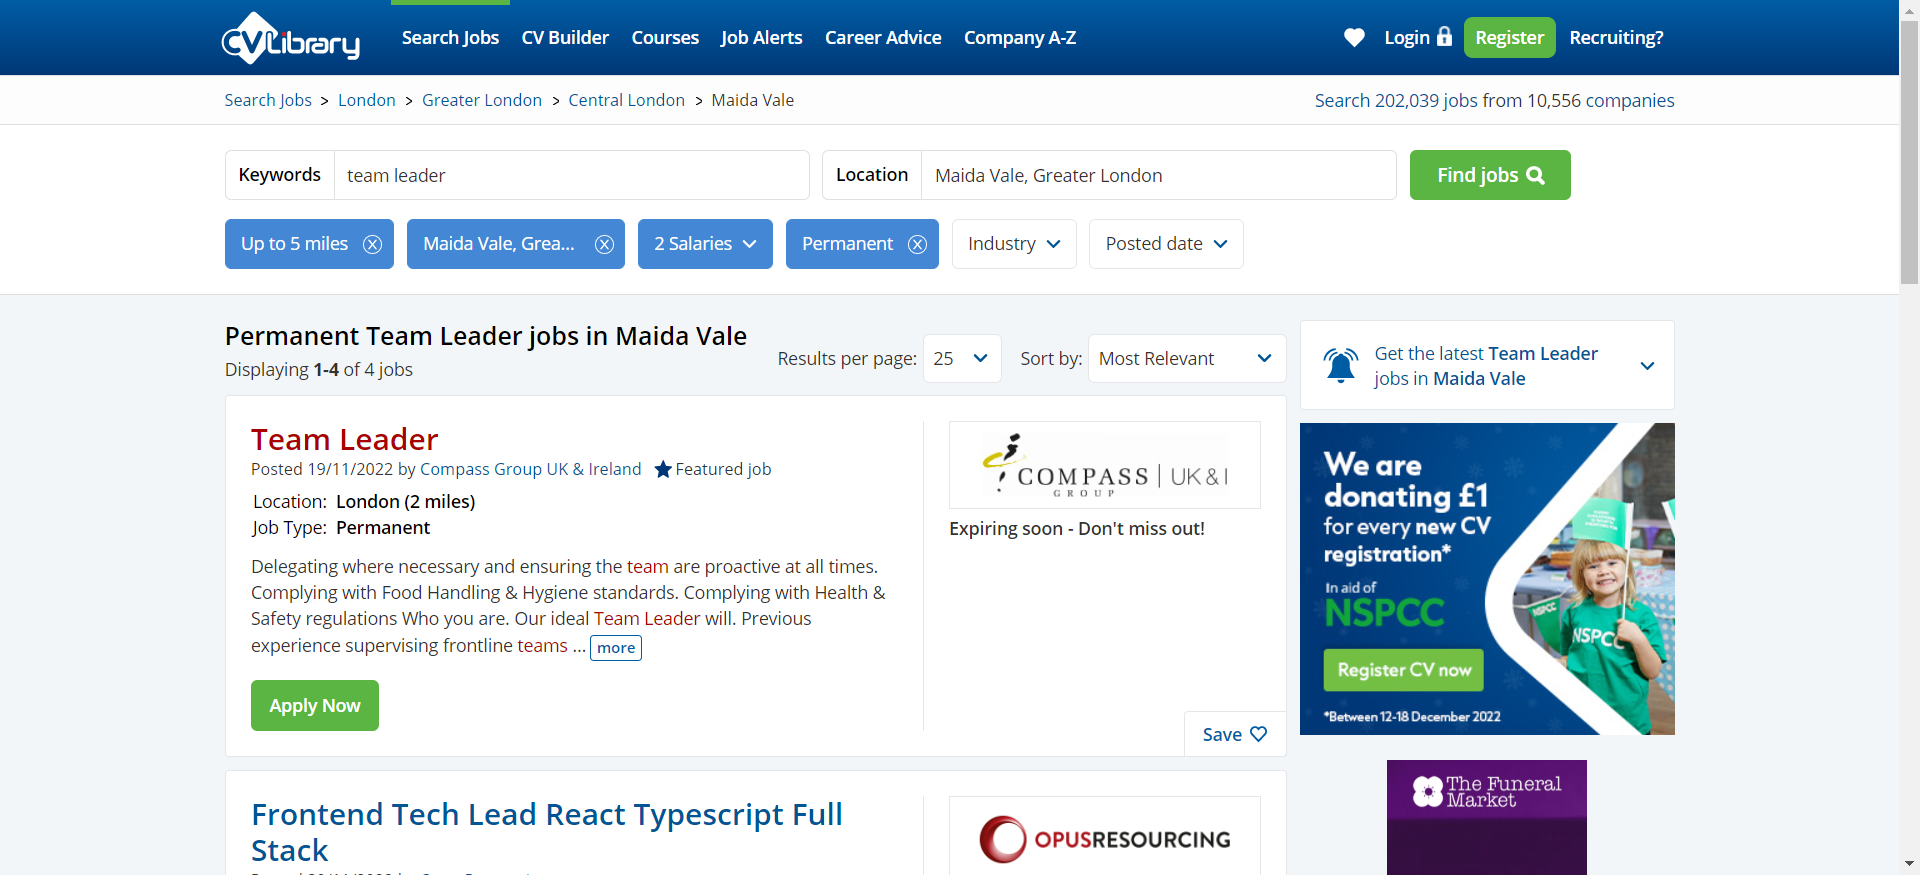 CVLibrary
Search Jobs
CV Builder
Courses
Job Alerts
Career Advice
Company A-Z
Login
Register
Recruiting?
Search Jobs > London > Greater London > Central London > Maida Vale
Search 202,039 jobs from 10,556 companies
Keywords
team leader
Location
Maida Vale, Greater London
Find jobs
Up to 5 miles
Maida Vale, Grea...
2 Salaries
Permanent
Industry
Posted date
Permanent Team Leader jobs in Maida Vale
Displaying 1-4 of 4 jobs
Results per page: 25
Sort by: Most Relevant
Team Leader
Posted 19/11/2022 by Compass Group UK & Ireland
Featured job
Location: London (2 miles)
Job Type: Permanent
Delegating where necessary and ensuring the team are proactive at all times.
Complying with Food Handling & Hygiene standards. Complying with Health &
Safety regulations Who you are. Our ideal Team Leader will. Previous
experience supervising frontline teams ... more
Apply Now
COMPASS | UK & I
GROUP
Expiring soon - Don't miss out!
Save
Frontend Tech Lead React Typescript Full
Stack
OPUSRESOURCING
Get the latest Team Leader
jobs in Maida Vale
We are
donating £1
for every new CV
registration*
In aid of
NSPCC
Register CV now
*Between 12-18 December 2022
NSPCC
NSPCC
The Funeral
Market